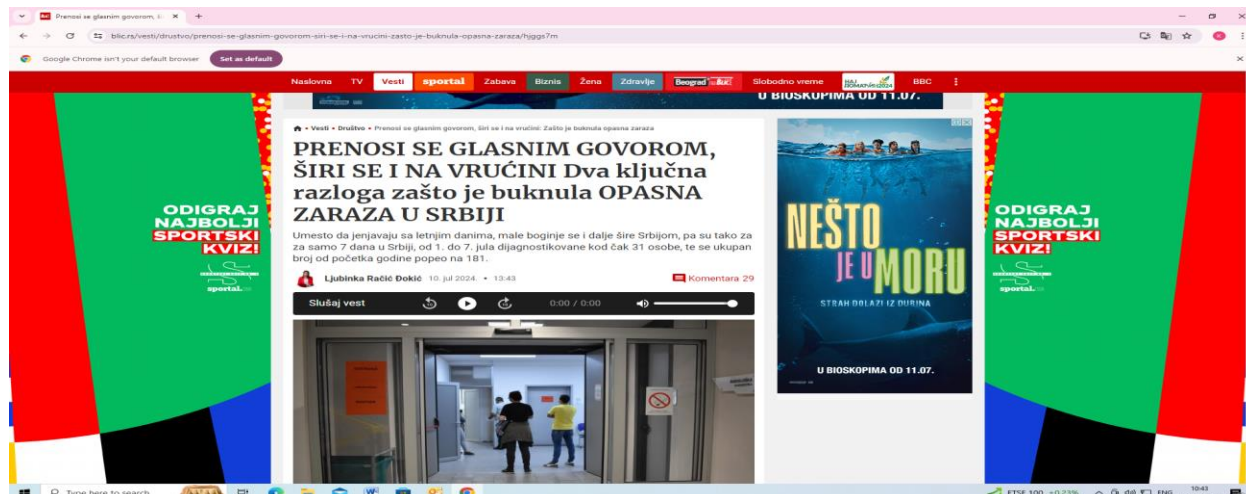 Prenosi se glasnim govorom, ši
blic.rs/vesti/drustvo/prenosi-se-glasnim-govorom-siri-se-i-na-vrucini-zasto-je-buknula-opasna-zaraza/hjggs7m
Google Chrome isn't your default browser Set as default
Naslovna TV Vesti sportal Zabava Biznis Žena Zdravlje Beograd Blic Slobodno vreme NAJ DOMAĆIN 2024 BBC
U BIOSKOPIMA OD 11.07.
Vesti • Društvo • Prenosi se glasnim govorom, širi se i na vrućini: Zašto je buknula opasna zaraza
PRENOSI SE GLASNIM GOVOROM,
ŠIRI SE I NA VRUĆINI Dva ključna
razloga zašto je buknula OPASNA
ZARAZA U SRBIJI
Umesto da jenjavaju sa letnjim danima, male boginje se i dalje šire Srbijom, pa su tako za
za samo 7 dana u Srbiji, od 1. do 7. jula dijagnostikovane kod čak 31 osobe, te se ukupan
broj od početka godine popeo na 181.
Ljubinka Račić Đokić 10. jul 2024. • 13:43 Komentara 29
Slušaj vest 0:00 / 0:00
ODIGRAJ
NAJBOLJI
SPORTSKI
KVIZ!
sportal.
NEŠTO
JE U MORU
STRAH DOLAZI IZ DUBINA
U BIOSKOPIMA OD 11.07.
ODIGRAJ
NAJBOLJI
SPORTSKI
KVIZ!
sportal.
Type here to search FTSE 100 +0.23% ENG 10:43